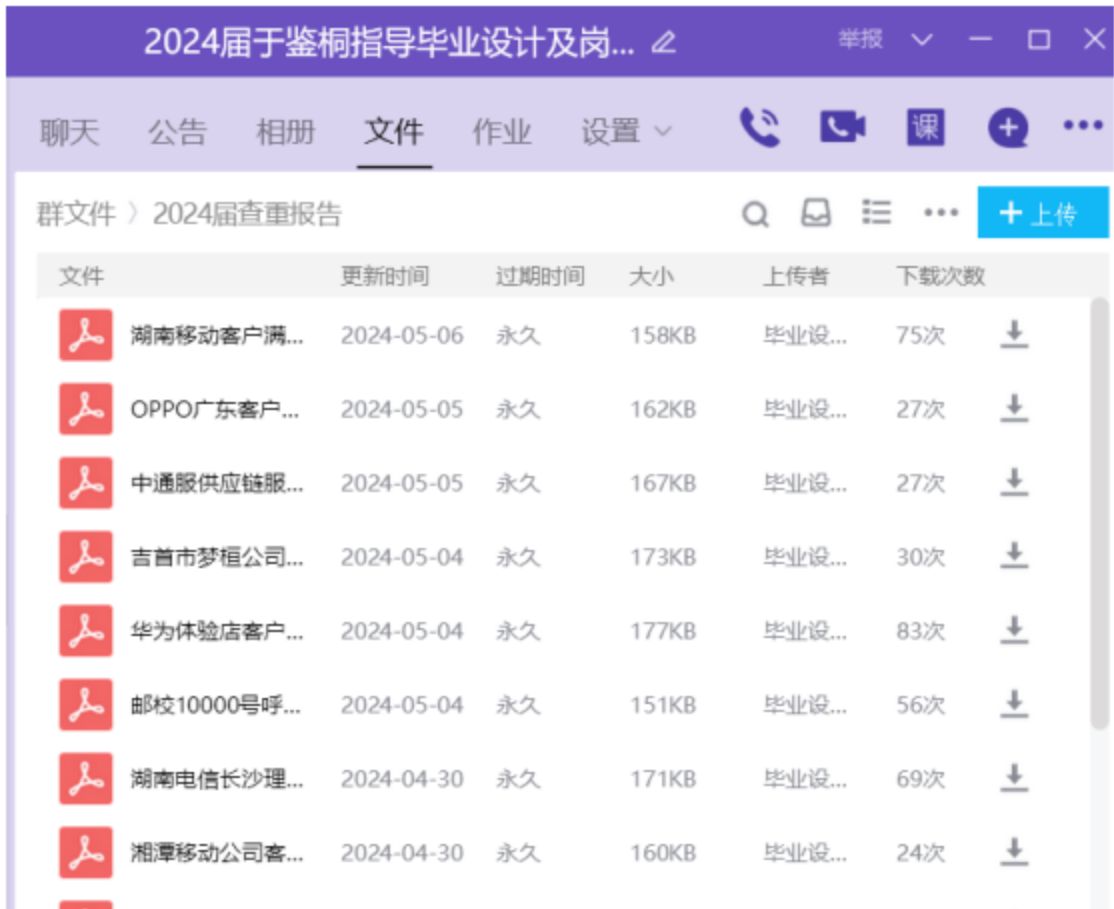 2024届于鉴桐指导毕业设计及岗... 举报
聊天 公告 相册 文件 作业 设置 课
群文件 〉2024届查重报告 上传
文件 更新时间 过期时间 大小 上传者 下载次数
湖南移动客户满... 2024-05-06 永久 158KB 毕业设... 75次
OPPO广东客户... 2024-05-05 永久 162KB 毕业设... 27次
中通服供应链服... 2024-05-05 永久 167KB 毕业设... 27次
吉首市梦桓公司... 2024-05-04 永久 173KB 毕业设... 30次
华为体验店客户... 2024-05-04 永久 177KB 毕业设... 83次
邮校10000号呼... 2024-05-04 永久 151KB 毕业设... 56次
湖南电信长沙理... 2024-04-30 永久 171KB 毕业设... 69次
湘潭移动公司客... 2024-04-30 永久 160KB 毕业设... 24次